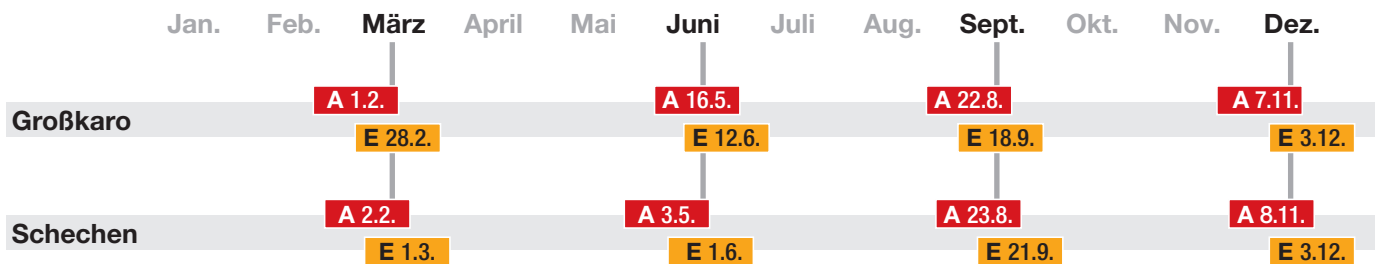 Jan. Feb. März April Mai Juni Juli Aug. Sept. Okt. Nov. Dez.
A 1.2. A 16.5. A 22.8. A 7.11.
Großkaro
E 28.2. E 12.6. E 18.9. E 3.12.
A 2.2. A 3.5. A 23.8. A 8.11.
Schechen
E 1.3. E 1.6. E 21.9. E 3.12.